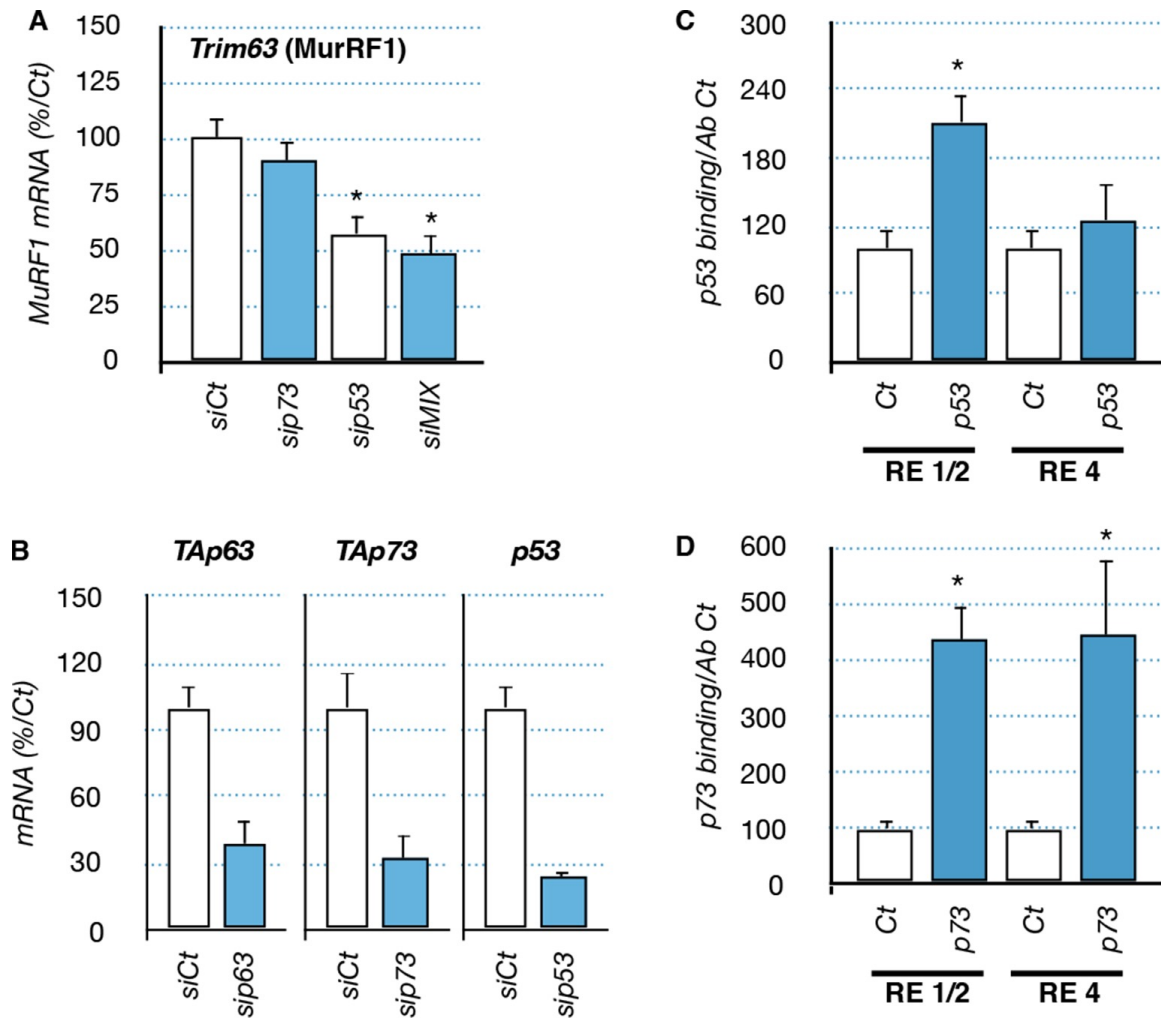 A
Trim63 (MurRF1)
MuRF1 mRNA (%/Ct)
150
125
100
75
50
25
0
*
*
siCt
sip73
sip53
siMIX
B
TAp63
TAp73
p53
mRNA (%/Ct)
150
120
90
60
30
0
siCt
sip63
siCt
sip73
siCt
sip53
C
p53 binding/Ab Ct
300
240
180
120
60
0
*
Ct
p53
Ct
p53
RE 1/2
RE 4
D
p73 binding/Ab Ct
600
500
400
300
200
100
0
*
*
Ct
p73
Ct
p73
RE 1/2
RE 4